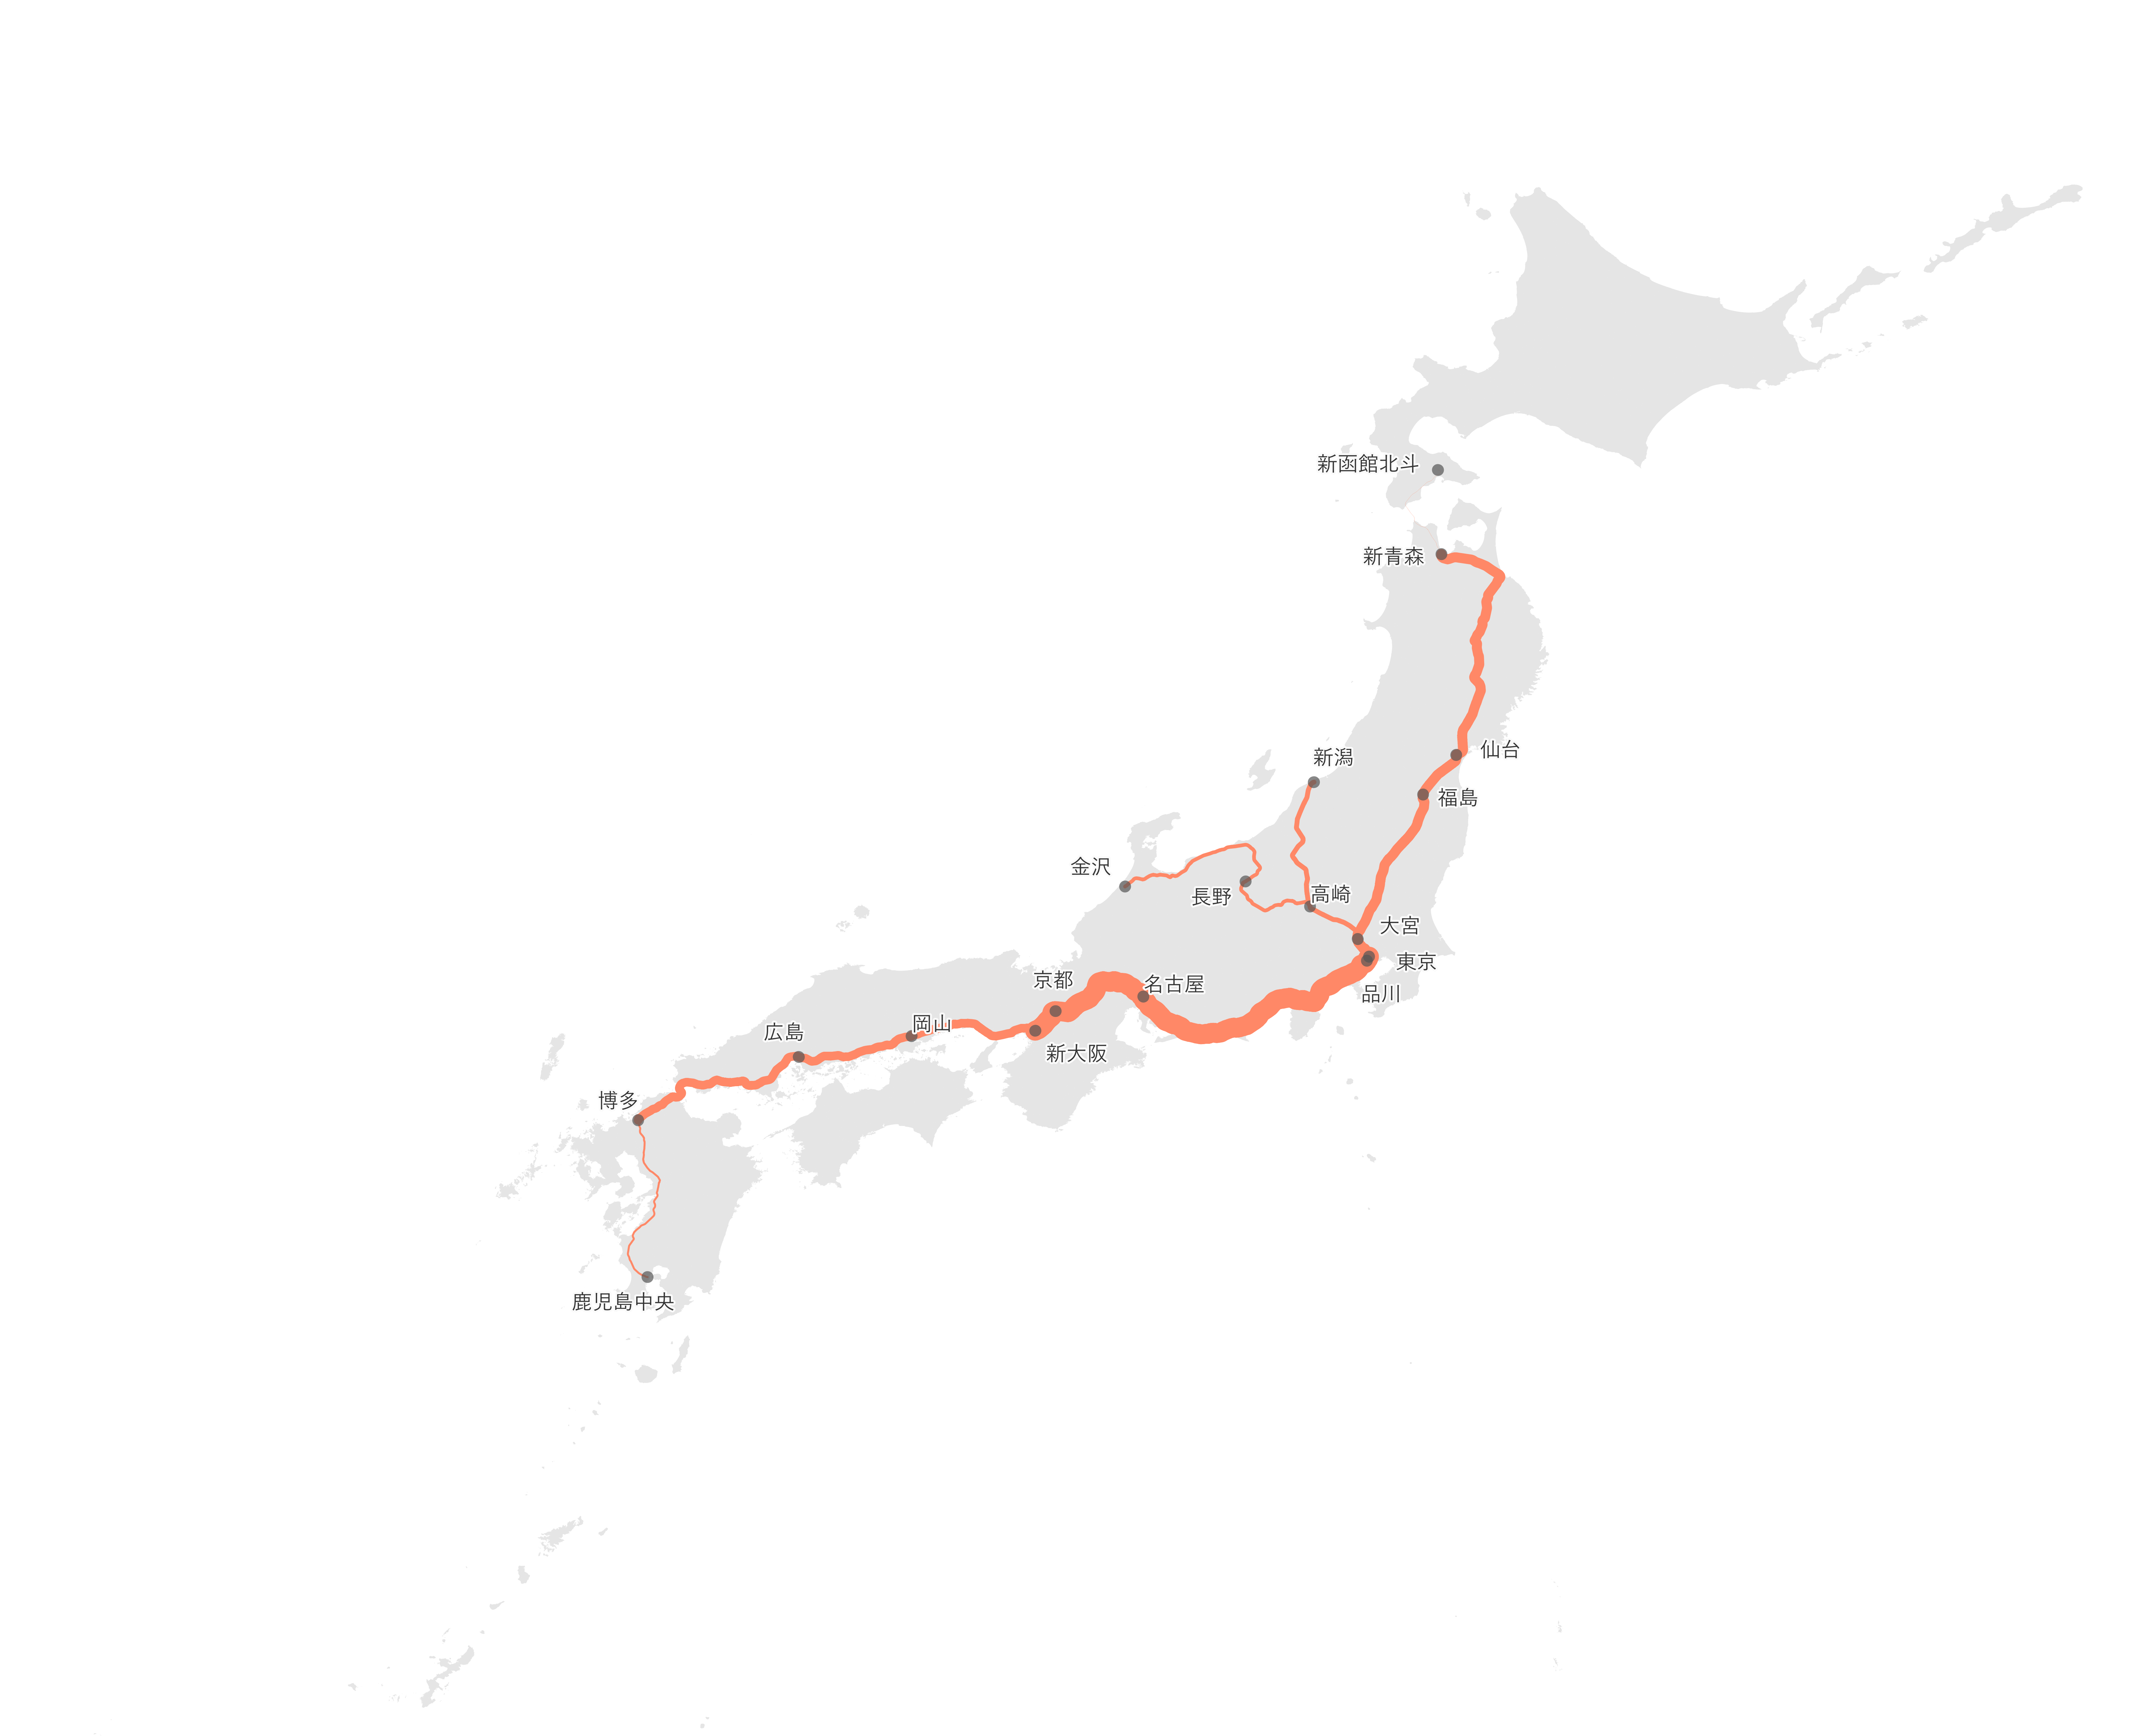 新函館北斗
新青森
仙台
新潟
福島
金沢
長野
高崎
大宮
東京
京都
名古屋
品川
広島
岡山
新大阪
博多
鹿児島中央